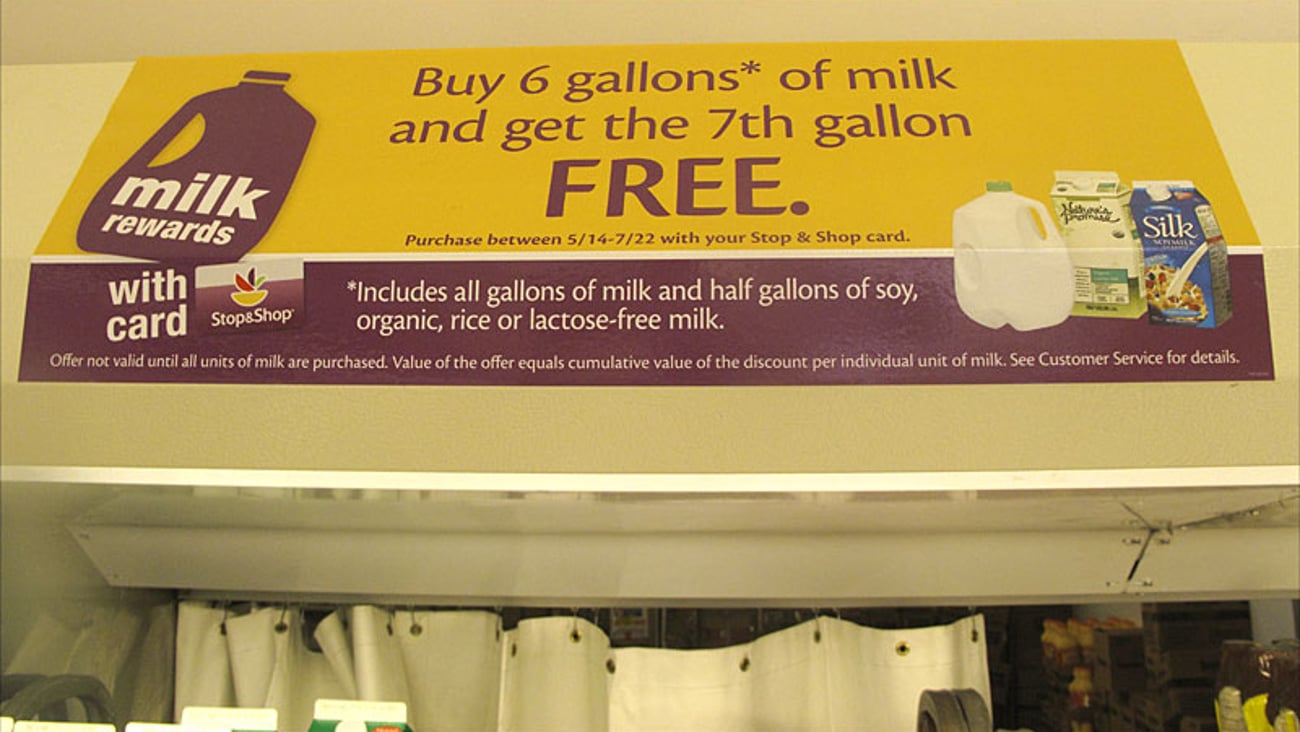 Buy 6 gallons* of milk
and get the 7th gallon
FREE.
Purchase between 5/14-7/22 with your Stop & Shop card.
milk
rewards
with
card
Stop&Shop
*Includes all gallons of milk and half gallons of soy,
organic, rice or lactose-free milk.
Offer not valid until all units of milk are purchased. Value of the offer equals cumulative value of the discount per individual unit of milk. See Customer Service for details.
Nature's
Promise
Silk
SOYMILK